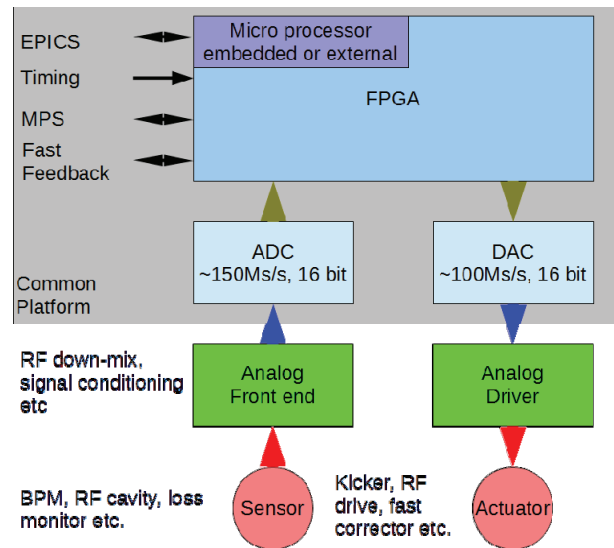 Micro processor
embedded or external
EPICS
Timing
FPGA
MPS
Fast
Feedback
ADC
~150Ms/s, 16 bit
DAC
~100Ms/s, 16 bit
Common
Platform
RF down-mix,
signal conditioning
etc
Analog
Front end
Analog
Driver
BPM, RF cavity, loss
monitor etc.
Sensor
Kicker, RF
drive, fast
corrector etc.
Actuator